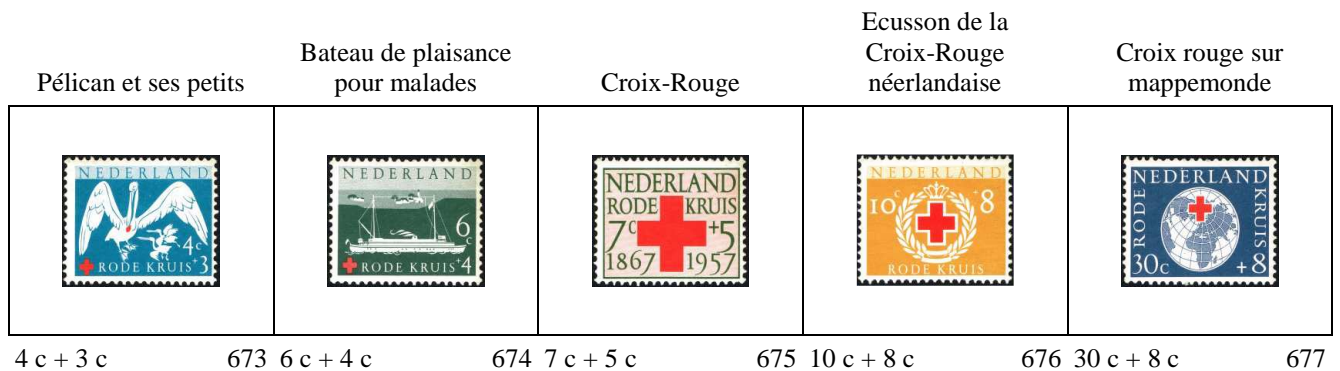 Pélican et ses petits
Bateau de plaisance
pour malades
Croix-Rouge
Ecusson de la
Croix-Rouge
néerlandaise
Croix rouge sur
mappemonde
NEDERLAND
4c
RODE KRUIS +3
NEDERLAND
6c
RODE KRUIS +4
NEDERLAND
RODE KRUIS
7c +5
1867 1957
NEDERLAND
10c +8
RODE KRUIS
NEDERLAND
RODE KRUIS
30c +8
4 c + 3 c 673 6 c + 4 c 674 7 c + 5 c 675 10 c + 8 c 676 30 c + 8 c 677